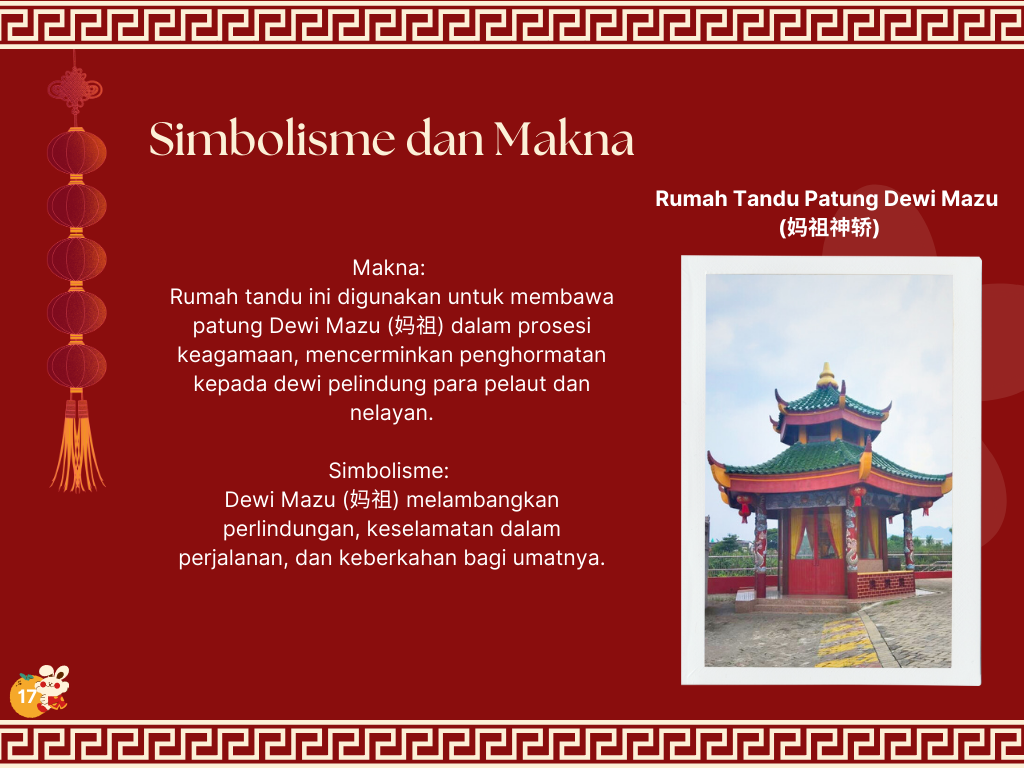 Simbolisme dan Makna
Rumah Tandu Patung Dewi Mazu
(妈祖神轿)
Makna:
Rumah tandu ini digunakan untuk membawa
patung Dewi Mazu (妈祖) dalam prosesi
keagamaan, mencerminkan penghormatan
kepada dewi pelindung para pelaut dan
nelayan.
Simbolisme:
Dewi Mazu (妈祖) melambangkan
perlindungan, keselamatan dalam
perjalanan, dan keberkahan bagi umatnya.
17